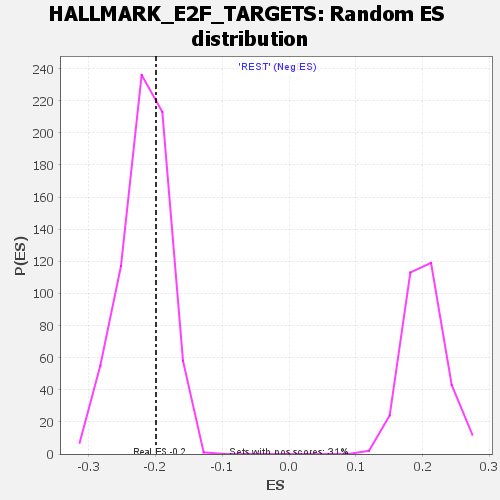 HALLMARK_E2F_TARGETS: Random ES
distribution
'REST' (Neg ES)
240
220
200
180
160
140
120
100
80
60
40
20
0
P(ES)
Real ES -0.2
Sets with pos scores: 31%
-0.3 -0.2 -0.1 0.0 0.1 0.2 0.3
ES